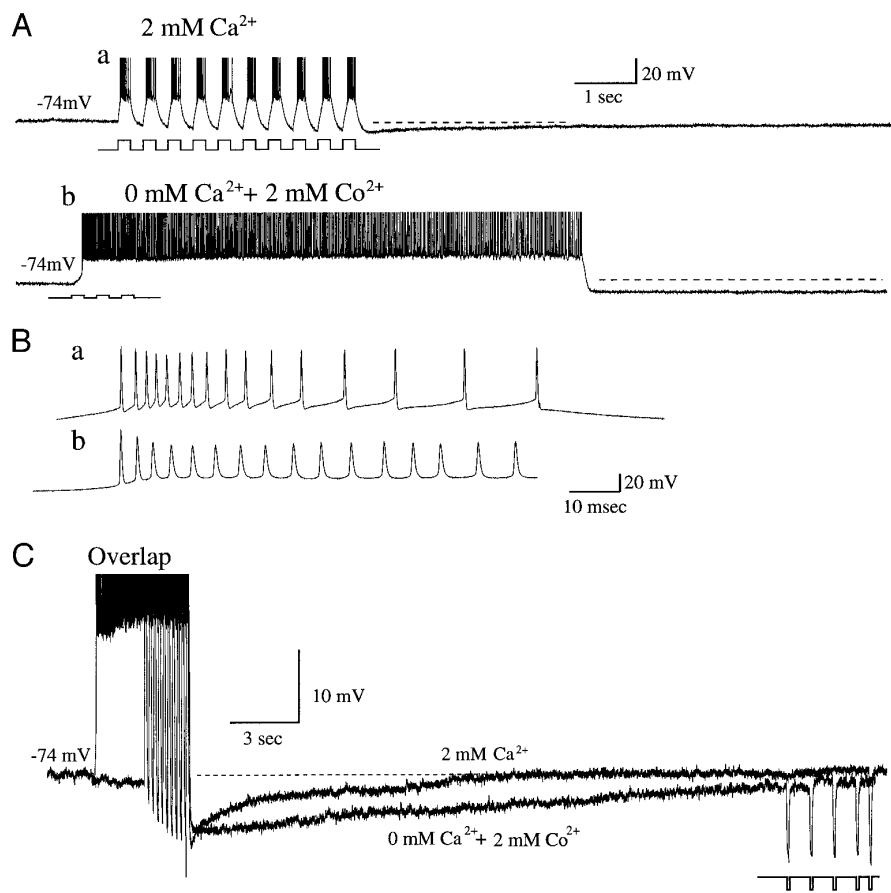 A
2 mM Ca²⁺
a
-74mV
20 mV
1 sec
b
0 mM Ca²⁺ + 2 mM Co²⁺
-74mV
B
a
b
20 mV
10 msec
C
Overlap
10 mV
3 sec
-74 mV
2 mM Ca²⁺
0 mM Ca²⁺ + 2 mM Co²⁺